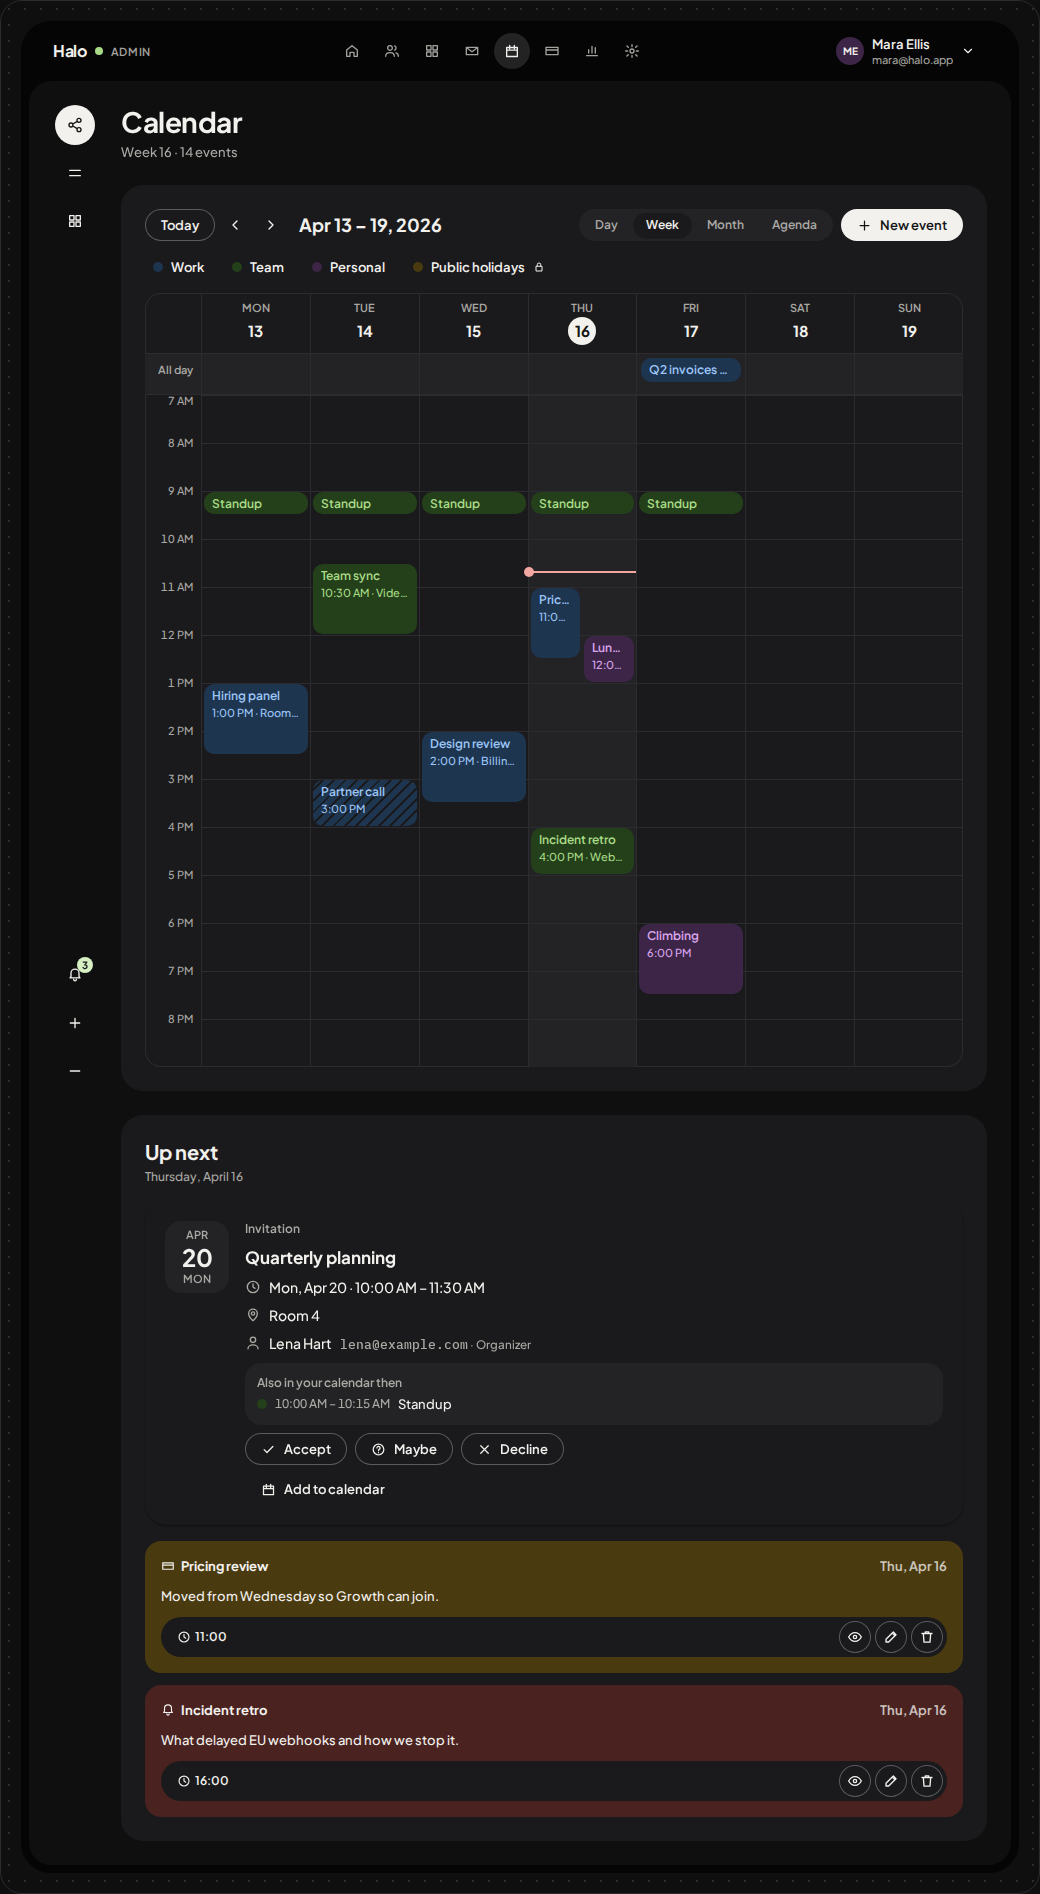 Halo ADMIN
ME Mara Ellis
mara@halo.app
Calendar
Week 16 · 14 events
Today Apr 13 – 19, 2026 Day Week Month Agenda New event
Work Team Personal Public holidays
MON TUE WED THU FRI SAT SUN
13 14 15 16 17 18 19
All day Q2 invoices ...
7 AM
8 AM
9 AM Standup Standup Standup Standup Standup
10 AM
Team sync
10:30 AM · Vide...
11 AM
Pric...
11:0...
12 PM
Lun...
12:0...
1 PM
Hiring panel
1:00 PM · Room...
2 PM
Design review
2:00 PM · Billin...
3 PM
Partner call
3:00 PM
4 PM
Incident retro
4:00 PM · Web...
5 PM
6 PM
Climbing
6:00 PM
3
7 PM
8 PM
Up next
Thursday, April 16
APR
20
MON
Invitation
Quarterly planning
Mon, Apr 20 · 10:00 AM – 11:30 AM
Room 4
Lena Hart lena@example.com · Organizer
Also in your calendar then
10:00 AM – 10:15 AM Standup
Accept Maybe Decline
Add to calendar
Pricing review Thu, Apr 16
Moved from Wednesday so Growth can join.
11:00
Incident retro Thu, Apr 16
What delayed EU webhooks and how we stop it.
16:00